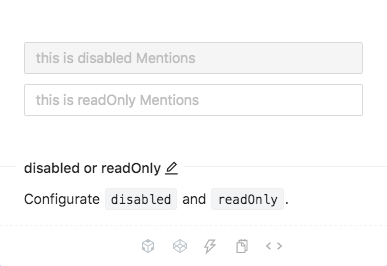 this is disabled Mentions
this is readOnly Mentions
disabled or readOnly
Configurate disabled and readOnly.